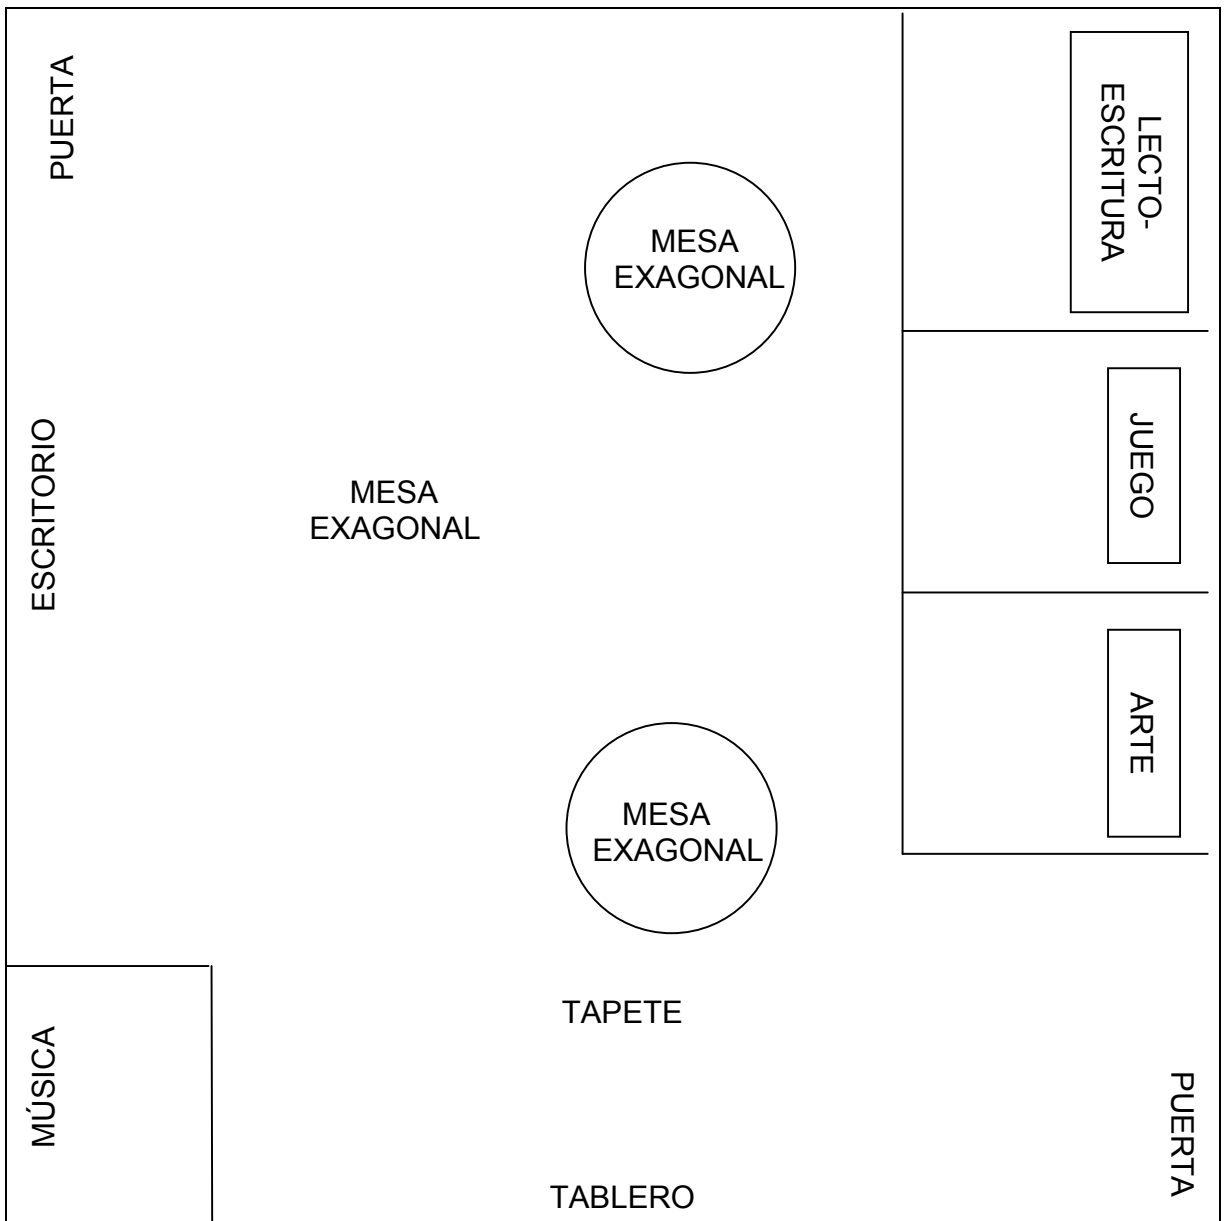 PUERTA
LECTO-
ESCRITURA
MESA
EXAGONAL
JUEGO
ESCRITORIO
MESA
EXAGONAL
ARTE
MESA
EXAGONAL
TAPETE
MÚSICA
PUERTA
TABLERO